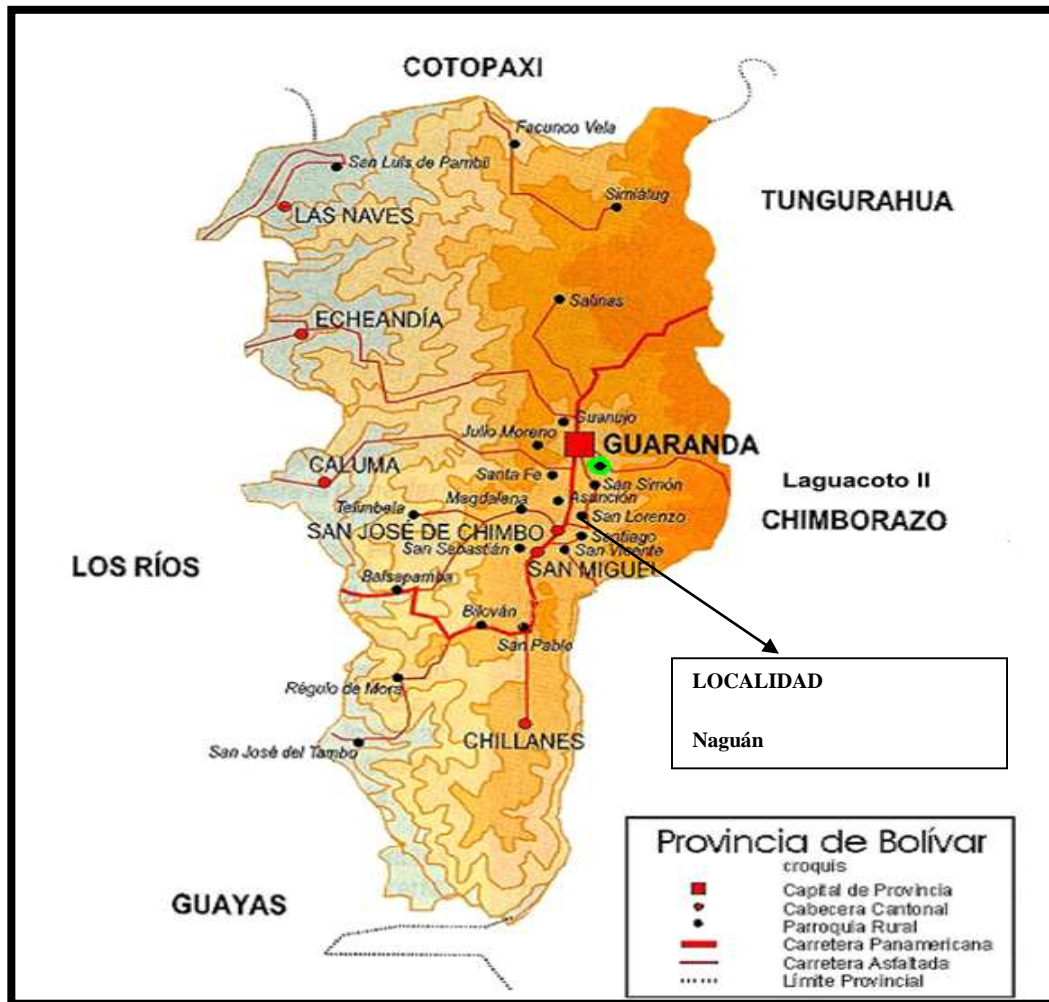 COTOPAXI
Facunco Vela
San Luis de Pambil
TUNGURAHUA
Simiátug
LAS NAVES
Salinas
ECHEANDÍA
Guanujo
Julio Moreno
GUARANDA
CALUMA
Santa Fe
San Simón
Laguacoto II
Magdalena
Asunción
Telimbela
San Lorenzo
CHIMBORAZO
SAN JOSÉ DE CHIMBO
Santiago
San Sebastián
San Vicente
LOS RÍOS
SAN MIGUEL
Balsapamba
Bilován
San Pablo
LOCALIDAD
Régulo de Mora
Naguán
CHILLANES
San José del Tambo
Provincia de Bolívar
croquis
Capital de Provincia
Cabecera Cantonal
GUAYAS
Parroquia Rural
Carretera Panamericana
Carretera Asfaltada
Límite Provincial